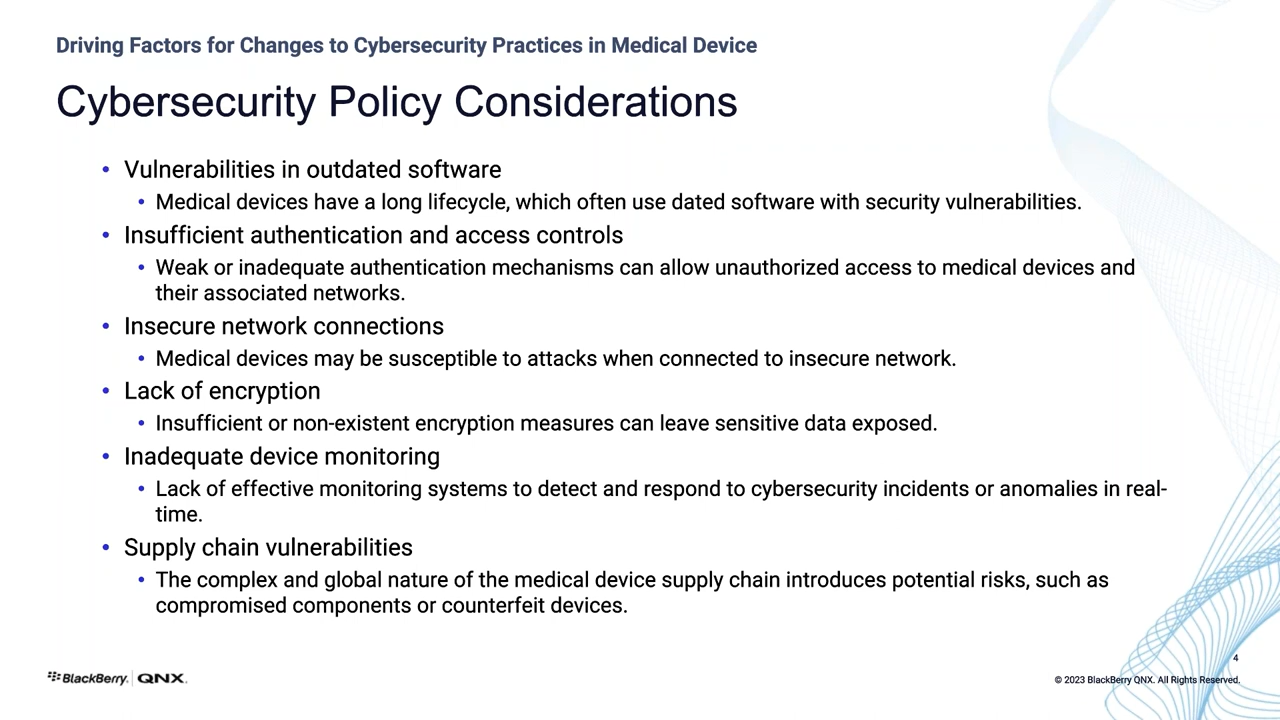 Driving Factors for Changes to Cybersecurity Practices in Medical Device
Cybersecurity Policy Considerations
• Vulnerabilities in outdated software
• Medical devices have a long lifecycle, which often use dated software with security vulnerabilities.
• Insufficient authentication and access controls
• Weak or inadequate authentication mechanisms can allow unauthorized access to medical devices and
their associated networks.
• Insecure network connections
• Medical devices may be susceptible to attacks when connected to insecure network.
• Lack of encryption
• Insufficient or non-existent encryption measures can leave sensitive data exposed.
• Inadequate device monitoring
• Lack of effective monitoring systems to detect and respond to cybersecurity incidents or anomalies in real-
time.
• Supply chain vulnerabilities
• The complex and global nature of the medical device supply chain introduces potential risks, such as
compromised components or counterfeit devices.
4
BlackBerry. QNX.
© 2023 BlackBerry QNX. All Rights Reserved.